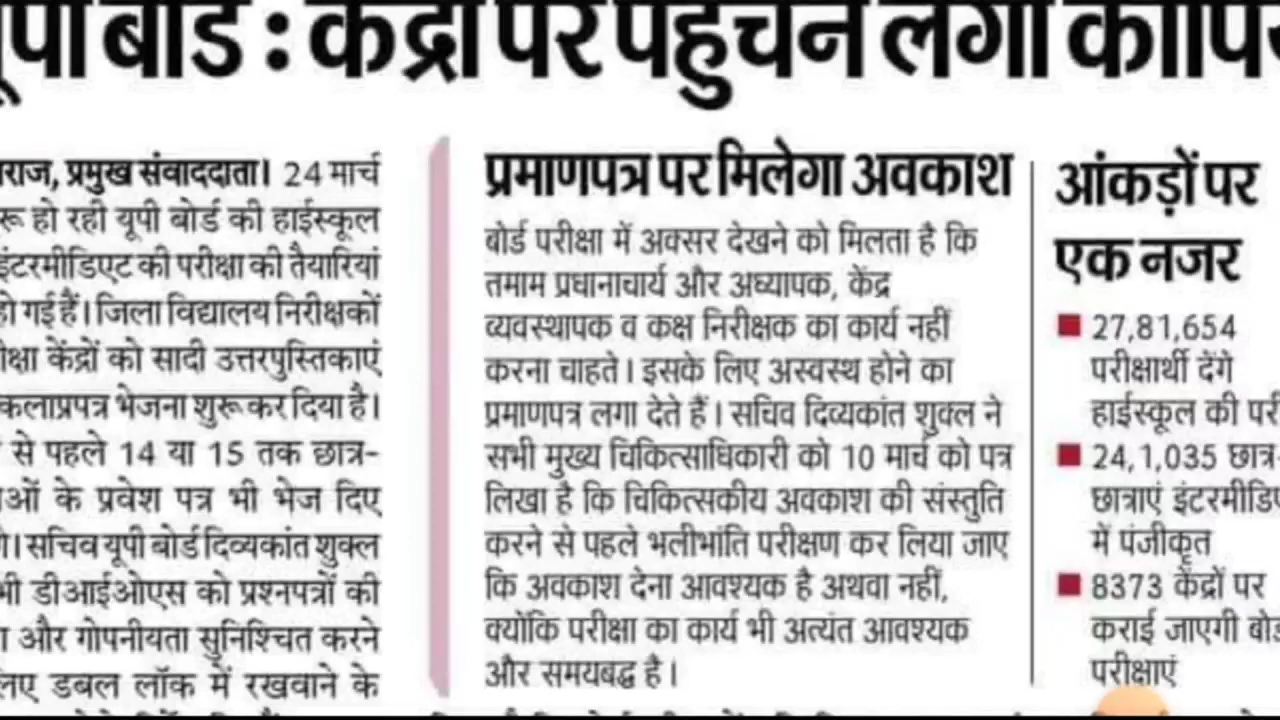 यूपी बोर्ड : केंद्रों पर पहुंचने लगीं कॉपियां
राज, प्रमुख संवाददाता। 24 मार्च
रू हो रही यूपी बोर्ड की हाईस्कूल
इंटरमीडिएट की परीक्षा की तैयारियां
हो गई हैं। जिला विद्यालय निरीक्षकों
ीक्षा केंद्रों को सादी उत्तरपुस्तिकाएं
कलाप्रपत्र भेजना शुरू कर दिया है।
से पहले 14 या 15 तक छात्र-
ओं के प्रवेश पत्र भी भेज दिए
। सचिव यूपी बोर्ड दिव्यकांत शुक्ल
भी डीआईओएस को प्रश्नपत्रों की
और गोपनीयता सुनिश्चित करने
लिए डबल लॉक में रखवाने के
प्रमाणपत्र पर मिलेगा अवकाश
बोर्ड परीक्षा में अक्सर देखने को मिलता है कि
तमाम प्रधानाचार्य और अध्यापक, केंद्र
व्यवस्थापक व कक्ष निरीक्षक का कार्य नहीं
करना चाहते। इसके लिए अस्वस्थ होने का
प्रमाणपत्र लगा देते हैं। सचिव दिव्यकांत शुक्ल ने
सभी मुख्य चिकित्साधिकारी को 10 मार्च को पत्र
लिखा है कि चिकित्सकीय अवकाश की संस्तुति
करने से पहले भलीभांति परीक्षण कर लिया जाए
कि अवकाश देना आवश्यक है अथवा नहीं,
क्योंकि परीक्षा का कार्य भी अत्यंत आवश्यक
और समयबद्ध है।
आंकड़ों पर
एक नजर
27,81,654
परीक्षार्थी देंगे
हाईस्कूल की परी
24,1,035 छात्र-
छात्राएं इंटरमीडि
में पंजीकृत
8373 केंद्रों पर
कराई जाएगी बोर्ड
परीक्षाएं